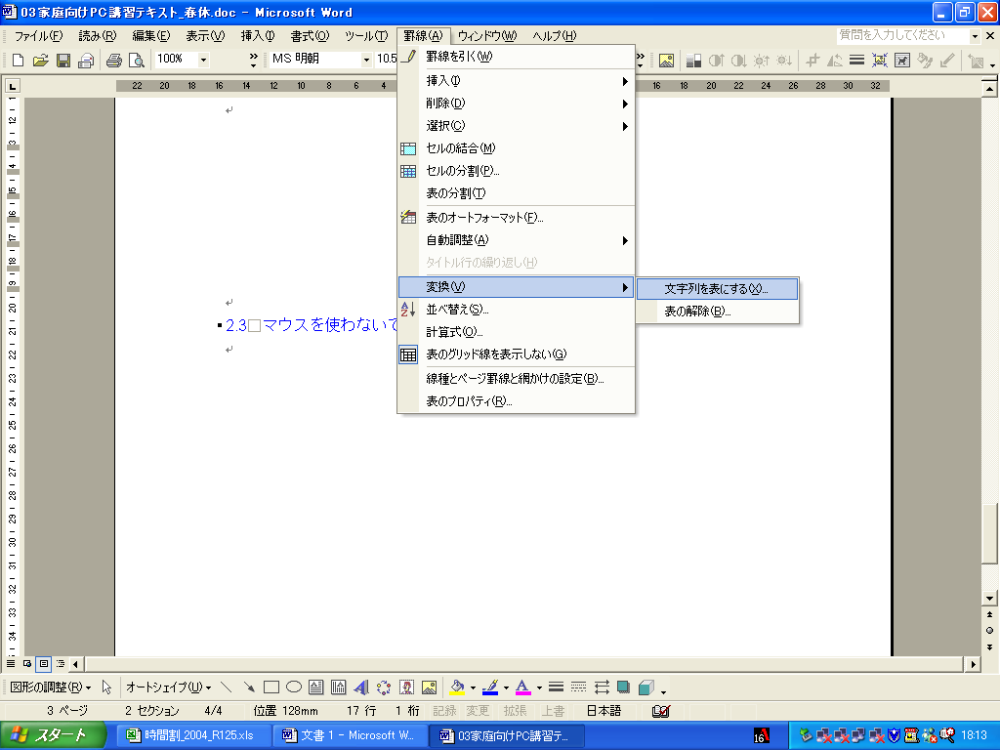 03家庭向けPC講習テキスト_春休.doc - Microsoft Word
ファイル(F) 読み(R) 編集(E) 表示(V) 挿入(I) 書式(O) ツール(T) 罫線(A) ウィンドウ(W) ヘルプ(H) 質問を入力してください
100% MS 明朝 10.5
22 20 18 16 14 12 10 8 6 4 16 18 20 22 24 26 28 30 32
罫線を引く(W)
挿入(I)
削除(D)
選択(C)
セルの結合(M)
セルの分割(P)...
表の分割(T)
表のオートフォーマット(F)...
自動調整(A)
タイトル行の繰り返し(H)
変換(V)
文字列を表にする(X)...
表の解除(B)...
並べ替え(S)...
計算式(O)...
表のグリッド線を表示しない(G)
線種とページ罫線と網かけの設定(B)...
表のプロパティ(R)...
2.3□マウスを使わないで
図形の調整(R) オートシェイプ(U)
3 ページ 2 セクション 4/4 位置 128mm 17 行 1 桁 記録 変更 拡張 上書 日本語
スタート 時間割_2004_R125.xls 文書 1 - Microsoft W... 03家庭向けPC講習テ... 16 18:13